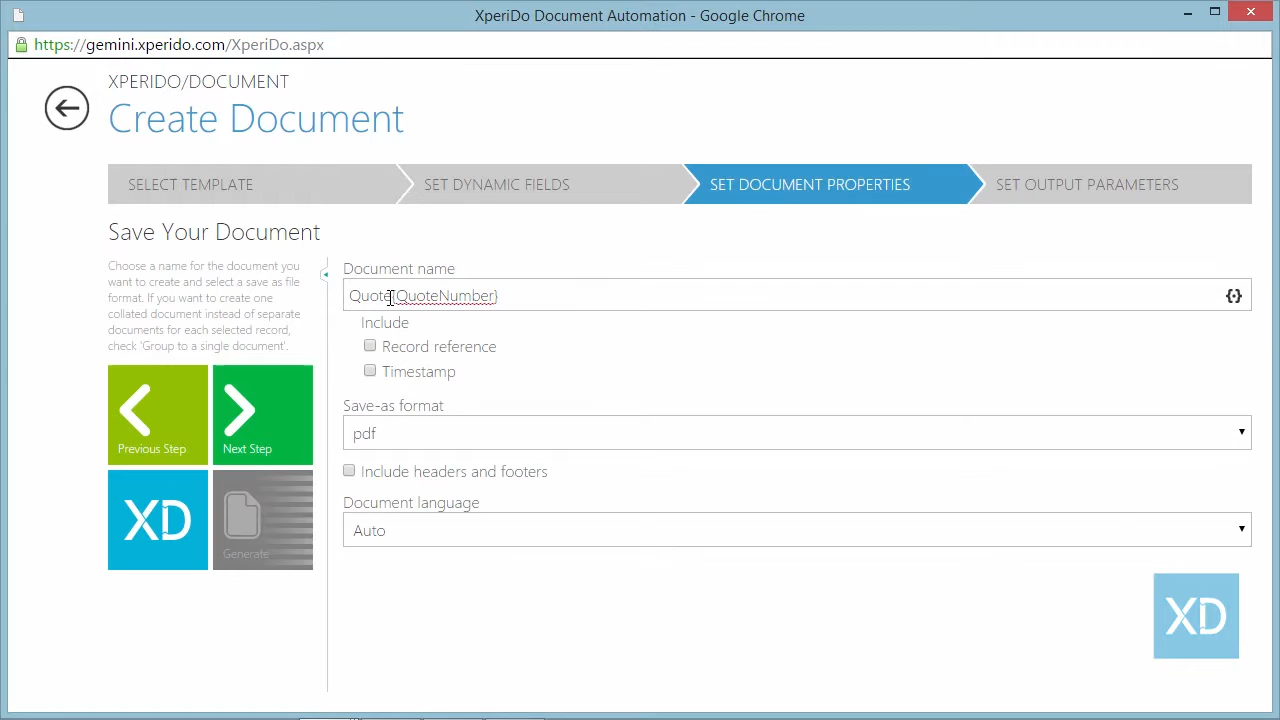 XperiDo Document Automation - Google Chrome
https://gemini.xperido.com/XperiDo.aspx
XPERIDO/DOCUMENT
Create Document
SELECT TEMPLATE
SET DYNAMIC FIELDS
SET DOCUMENT PROPERTIES
SET OUTPUT PARAMETERS
Save Your Document
Choose a name for the document you
want to create and select a save as file
format. If you want to create one
collated document instead of separate
documents for each selected record,
check 'Group to a single document'.
Previous Step
Next Step
XD
Generate
Document name
Quote{QuoteNumber}
Include
Record reference
Timestamp
Save-as format
pdf
Include headers and footers
Document language
Auto
XD